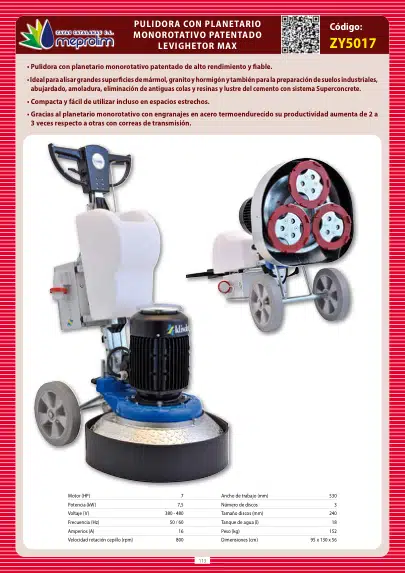 CAYRE CATALANAS S.L.
meprolim
PULIDORA CON PLANETARIO
MONOROTATIVO PATENTADO
LEVIGHETOR MAX
Código:
ZY5017
• Pulidora con planetario monorotativo patentado de alto rendimiento y fiable.
• Ideal para alisar grandes superficies de mármol, granito y hormigón y también para la preparación de suelos industriales,
abujardado, amoladura, eliminación de antiguas colas y resinas y lustre del cemento con sistema Superconcrete.
• Compacta y fácil de utilizar incluso en espacios estrechos.
• Gracias al planetario monorotativo con engranajes en acero termoendurecido su productividad aumenta de 2 a
3 veces respecto a otras con correas de transmisión.
Motor (HP) 7
Potencia (kW) 7,5
Voltaje (V) 380 - 480
Frecuencia (Hz) 50 / 60
Amperios (A) 16
Velocidad rotación cepillo (rpm) 800
Ancho de trabajo (mm) 530
Número de discos 3
Tamaño discos (mm) 240
Tanque de agua (l) 18
Peso (kg) 152
Dimensiones (cm) 95 x 130 x 56
113